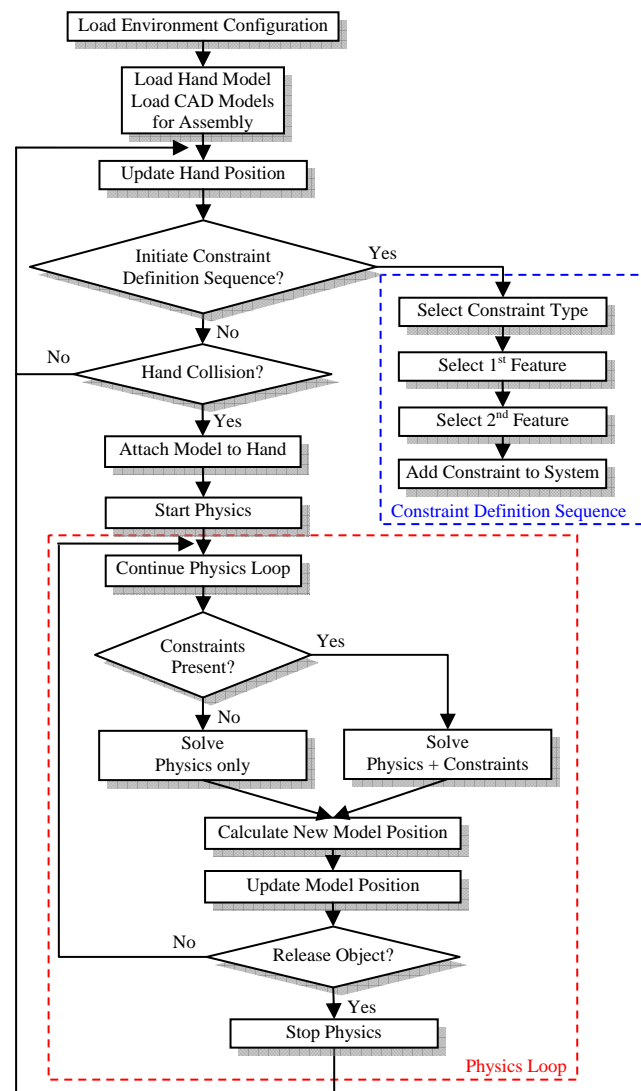 Load Environment Configuration
Load Hand Model
Load CAD Models
for Assembly
Update Hand Position
Initiate Constraint
Definition Sequence?
Yes
Select Constraint Type
No
No
Hand Collision?
Select 1st Feature
Yes
Select 2nd Feature
Attach Model to Hand
Add Constraint to System
Start Physics
Constraint Definition Sequence
Continue Physics Loop
Constraints
Present?
Yes
No
Solve
Physics only
Solve
Physics + Constraints
Calculate New Model Position
Update Model Position
No
Release Object?
Yes
Stop Physics
Physics Loop